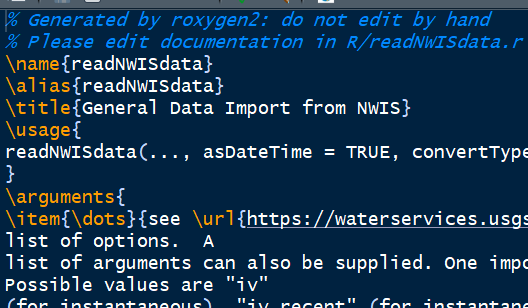 % Generated by roxygen2: do not edit by hand
% Please edit documentation in R/readNWISdata.r
\name{readNWISdata}
\alias{readNWISdata}
\title{General Data Import from NWIS}
\usage{
readNWISdata(..., asDateTime = TRUE, convertType
}
\arguments{
\item{\dots}{see \url{https://waterservices.usgs
list of options.  A
list of arguments can also be supplied. One impo
Possible values are "iv"
(for instantaneous), "iv_recent" (for instantane